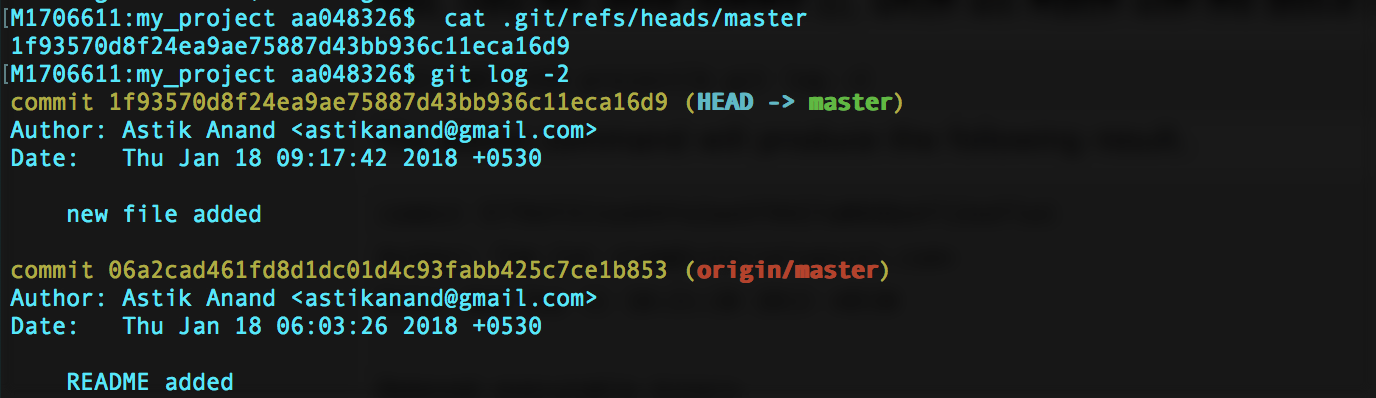 [M1706611:my_project aa048326$  cat .git/refs/heads/master
1f93570d8f24ea9ae75887d43bb936c11eca16d9
[M1706611:my_project aa048326$ git log -2
commit 1f93570d8f24ea9ae75887d43bb936c11eca16d9 (HEAD -> master)
Author: Astik Anand <astikanand@gmail.com>
Date:   Thu Jan 18 09:17:42 2018 +0530
    new file added
commit 06a2cad461fd8d1dc01d4c93fabb425c7ce1b853 (origin/master)
Author: Astik Anand <astikanand@gmail.com>
Date:   Thu Jan 18 06:03:26 2018 +0530
    README added